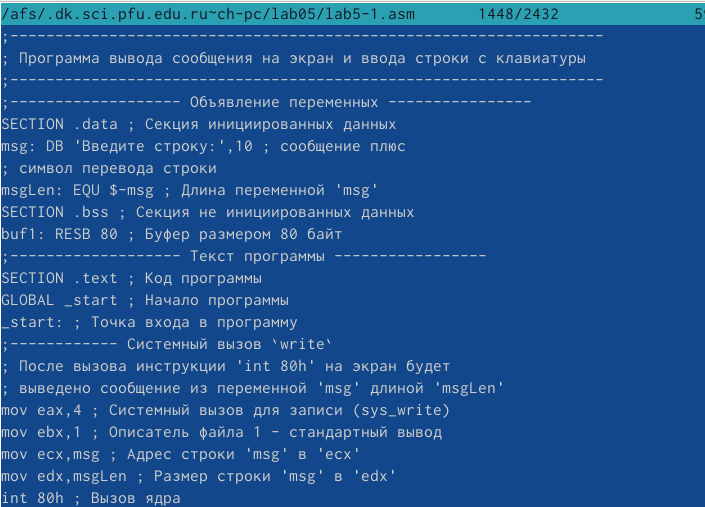 /afs/.dk.sci.pfu.edu.ru~ch-pc/lab05/lab5-1.asm 1448/2432 5
;------------------------------------------------------------------
; Программа вывода сообщения на экран и ввода строки с клавиатуры
;------------------------------------------------------------------
;------------------- Объявление переменных ----------------
SECTION .data ; Секция инициированных данных
msg: DB 'Введите строку:',10 ; сообщение плюс
; символ перевода строки
msgLen: EQU $-msg ; Длина переменной 'msg'
SECTION .bss ; Секция не инициированных данных
buf1: RESB 80 ; Буфер размером 80 байт
;------------------- Текст программы -----------------
SECTION .text ; Код программы
GLOBAL _start ; Начало программы
_start: ; Точка входа в программу
;------------ Системный вызов `write`
; После вызова инструкции 'int 80h' на экран будет
; выведено сообщение из переменной 'msg' длиной 'msgLen'
mov eax,4 ; Системный вызов для записи (sys_write)
mov ebx,1 ; Описатель файла 1 - стандартный вывод
mov ecx,msg ; Адрес строки 'msg' в 'ecx'
mov edx,msgLen ; Размер строки 'msg' в 'edx'
int 80h ; Вызов ядра